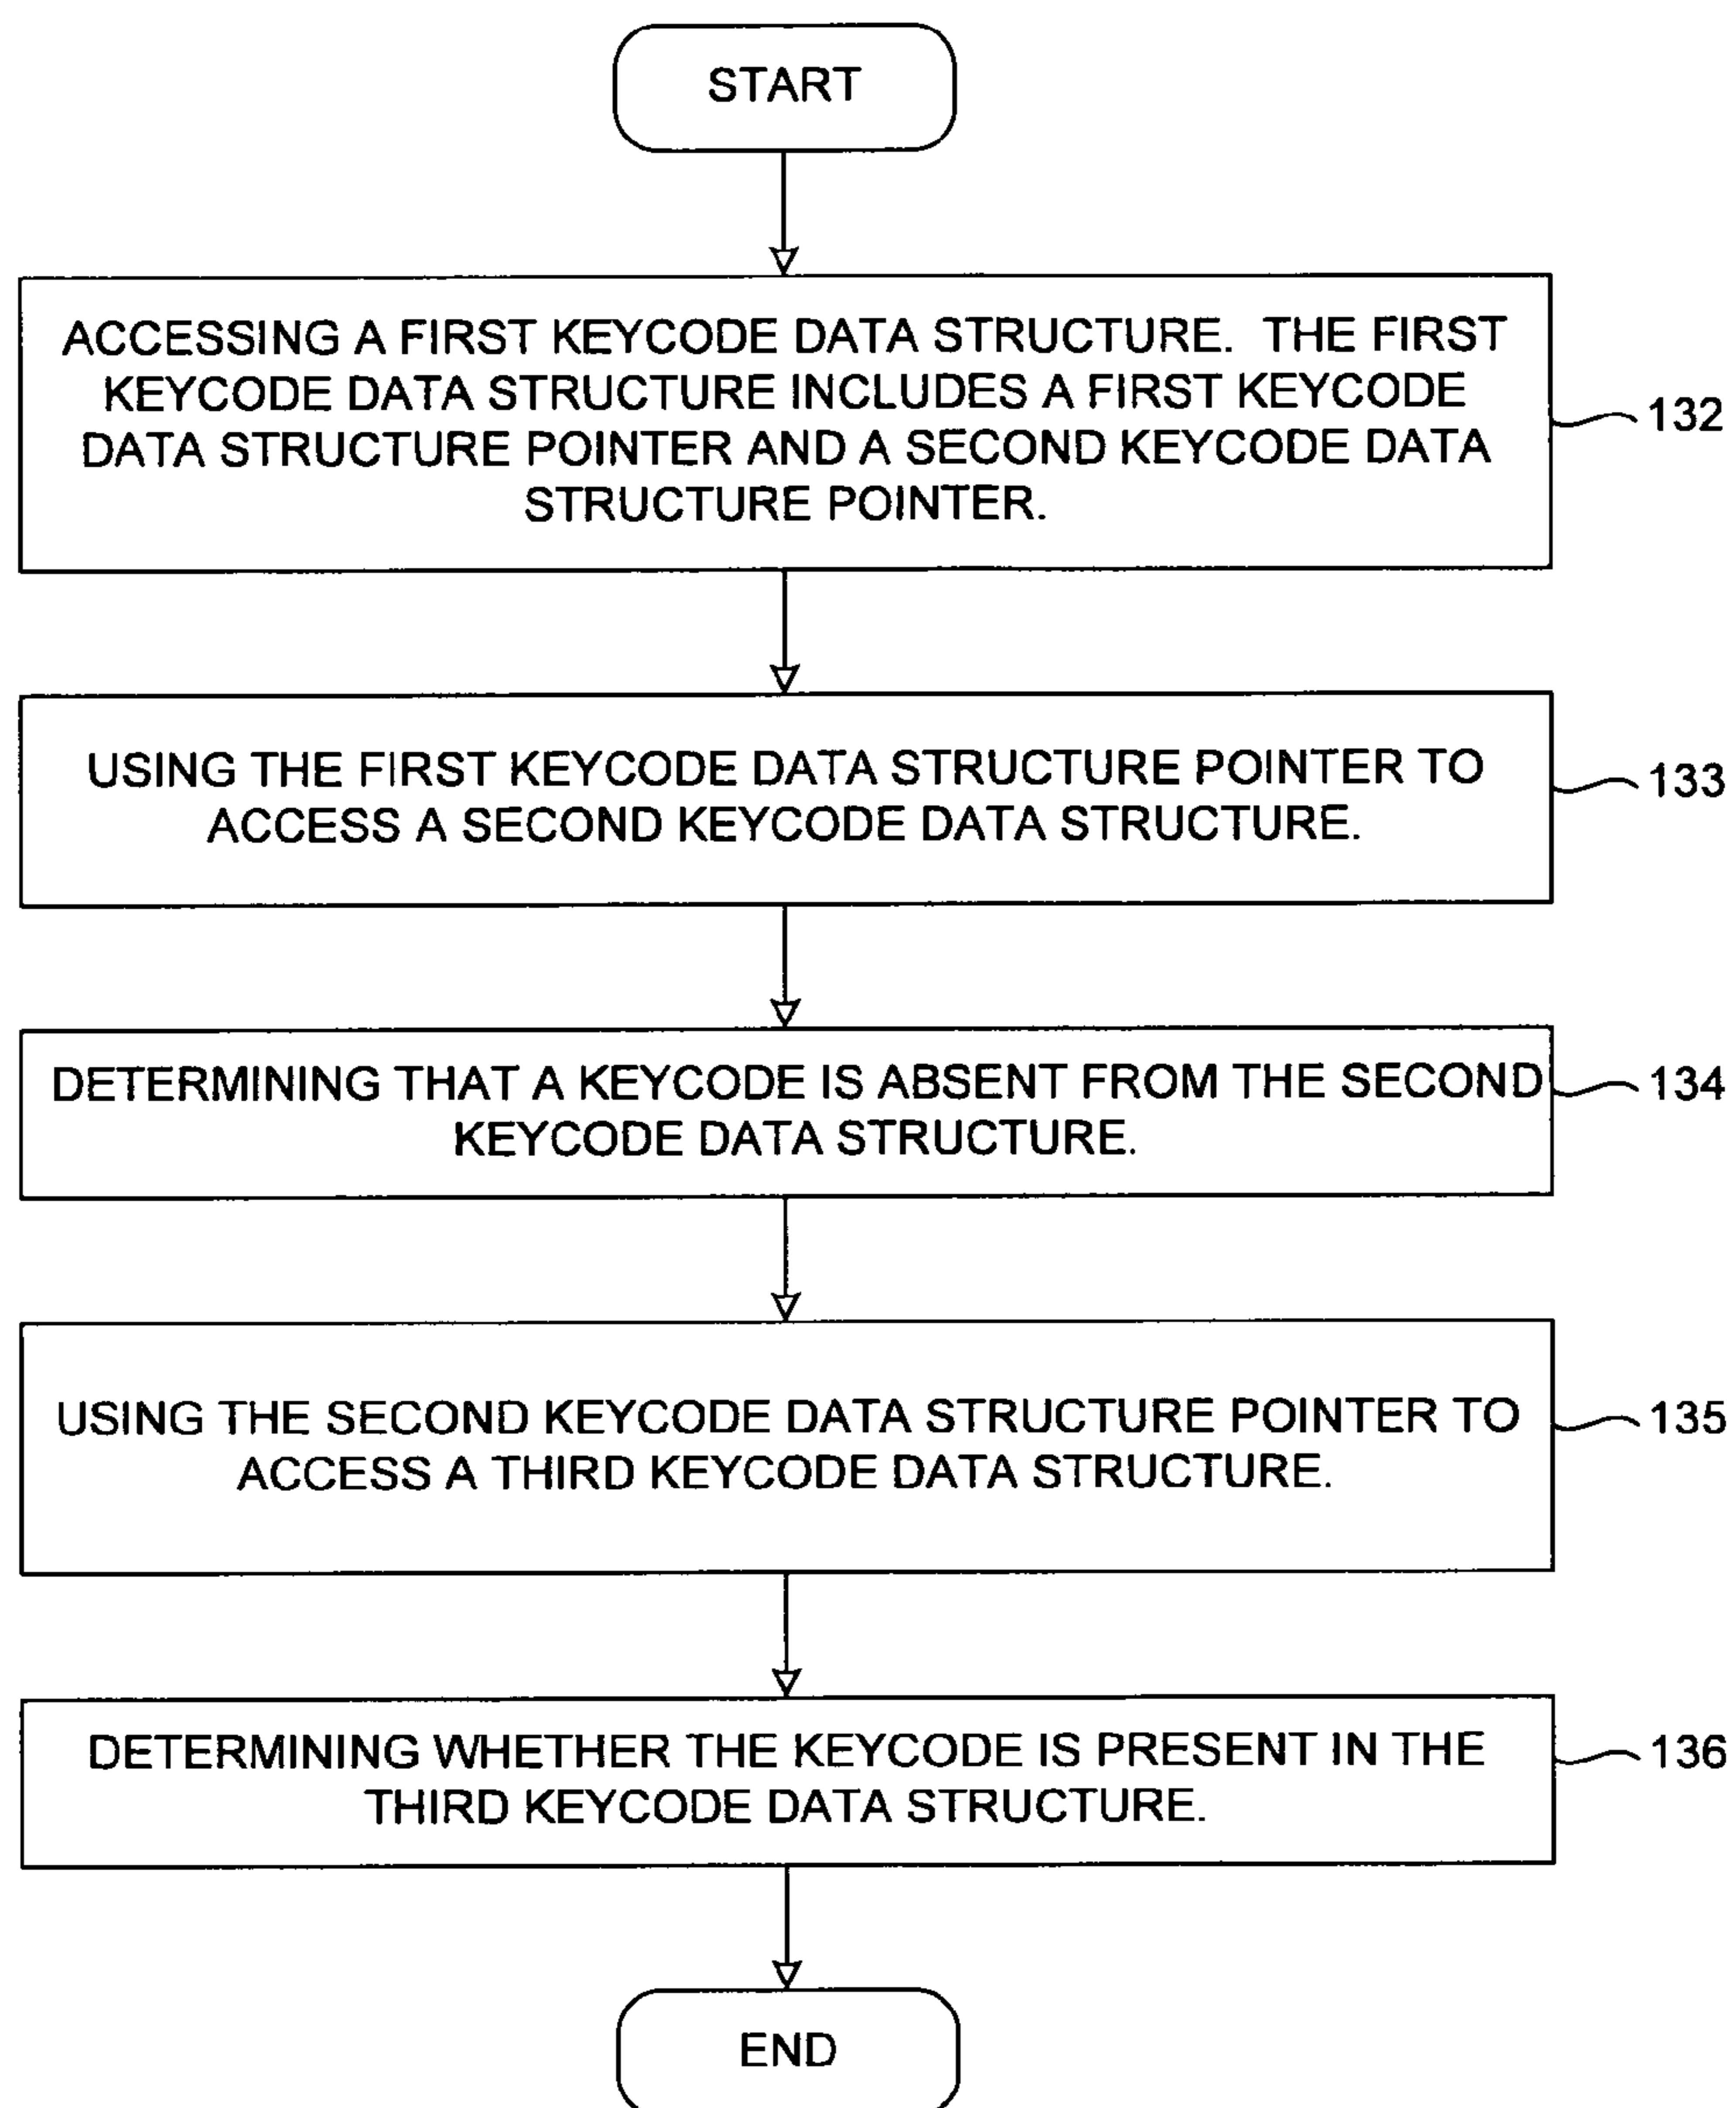 START
ACCESSING A FIRST KEYCODE DATA STRUCTURE. THE FIRST
KEYCODE DATA STRUCTURE INCLUDES A FIRST KEYCODE
DATA STRUCTURE POINTER AND A SECOND KEYCODE DATA
STRUCTURE POINTER.
132
USING THE FIRST KEYCODE DATA STRUCTURE POINTER TO
ACCESS A SECOND KEYCODE DATA STRUCTURE.
133
DETERMINING THAT A KEYCODE IS ABSENT FROM THE SECOND
KEYCODE DATA STRUCTURE.
134
USING THE SECOND KEYCODE DATA STRUCTURE POINTER TO
ACCESS A THIRD KEYCODE DATA STRUCTURE.
135
DETERMINING WHETHER THE KEYCODE IS PRESENT IN THE
THIRD KEYCODE DATA STRUCTURE.
136
END